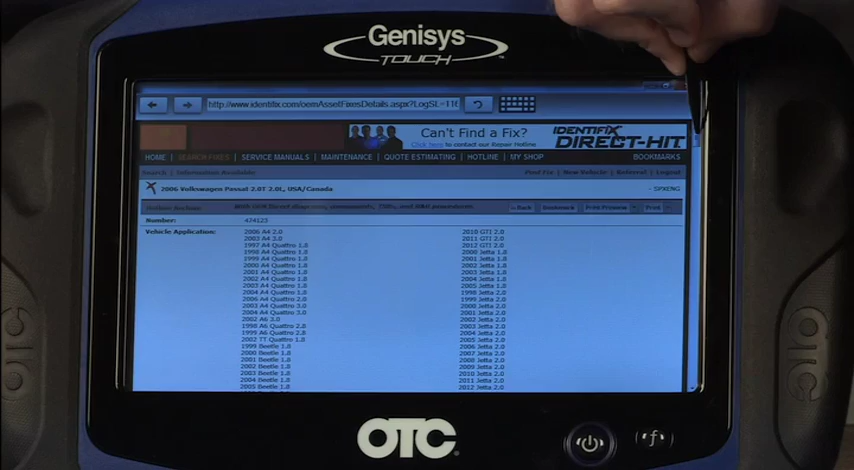 Genisys
TOUCH™
http://www.identifix.com/oemAssetFixesDetails.aspx?LogSL=116
Can't Find a Fix?
Click here to contact our Repair Hotline
IDENTIFIX
DIRECT-HIT
HOME | SEARCH FIXES | SERVICE MANUALS | MAINTENANCE | QUOTE ESTIMATING | HOTLINE | MY SHOP BOOKMARKS
Search | Information Available
Print Fix | New Vehicle | Referral | Logout
2006 Volkswagen Passat 2.0T 2.0L, USA/Canada
- SPXENG
Back Bookmark Print Preview Print
Number: 474125
Vehicle Application:
2006 A4 2.0
2003 A4 3.0
1997 A4 Quattro 1.8
1998 A4 Quattro 1.8
1999 A4 Quattro 1.8
2000 A4 Quattro 1.8
2001 A4 Quattro 1.8
2002 A4 Quattro 1.8
2003 A4 Quattro 1.8
2004 A4 Quattro 1.8
2006 A4 Quattro 2.0
2003 A4 Quattro 3.0
2004 A4 Quattro 3.0
2002 A6 3.0
1998 A6 Quattro 2.8
1999 A6 Quattro 2.8
2002 TT Quattro 1.8
1999 Beetle 1.8
2000 Beetle 1.8
2001 Beetle 1.8
2002 Beetle 1.8
2003 Beetle 1.8
2004 Beetle 1.8
2005 Beetle 1.8
2010 GTI 2.0
2011 GTI 2.0
2012 GTI 2.0
2000 Jetta 1.8
2001 Jetta 1.8
2002 Jetta 1.8
2003 Jetta 1.8
2004 Jetta 1.8
2005 Jetta 1.8
1998 Jetta 2.0
1999 Jetta 2.0
2000 Jetta 2.0
2001 Jetta 2.0
2002 Jetta 2.0
2003 Jetta 2.0
2004 Jetta 2.0
2005 Jetta 2.0
2006 Jetta 2.0
2007 Jetta 2.0
2008 Jetta 2.0
2009 Jetta 2.0
2010 Jetta 2.0
2011 Jetta 2.0
2012 Jetta 2.0
OTC
OTC
OTC
f